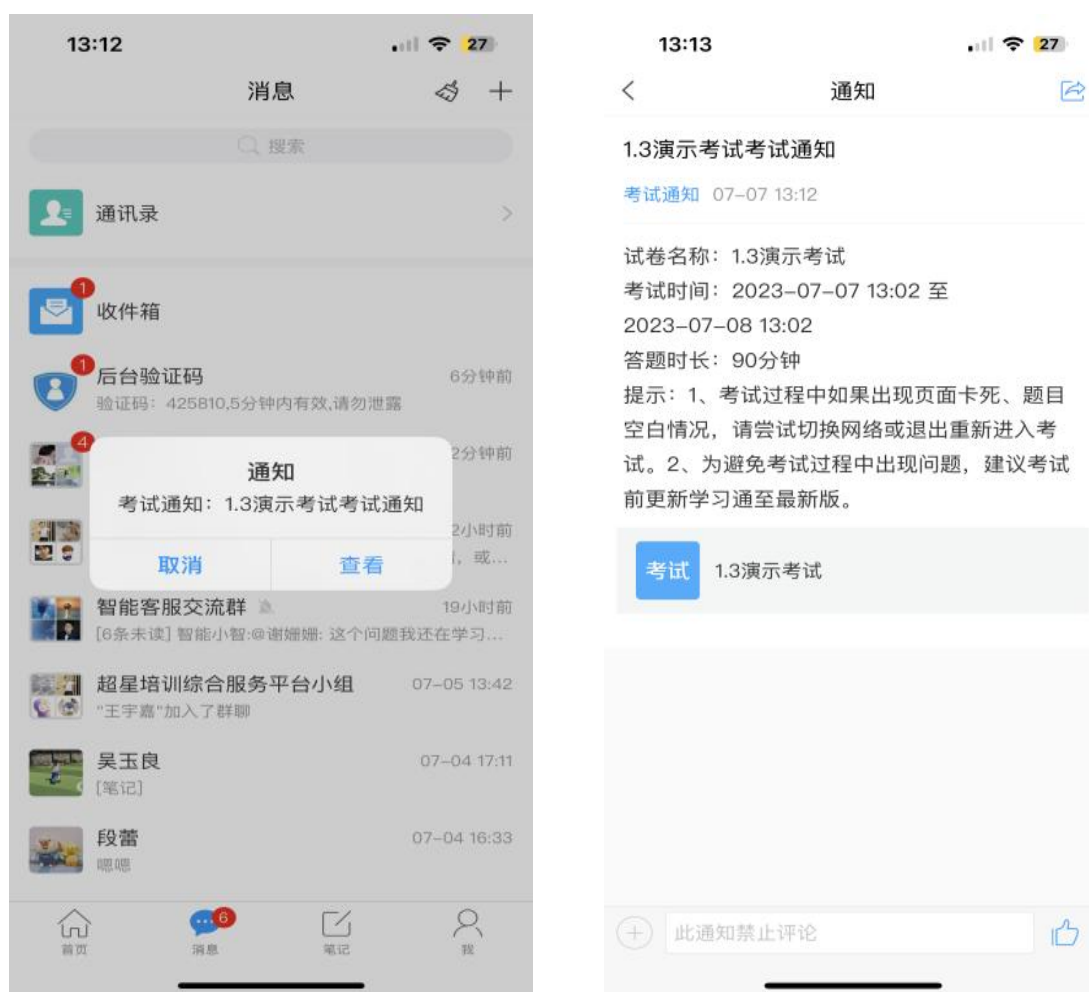 13:12
27
消息
搜索
通讯录
1
收件箱
1
后台验证码
6分钟前
验证码：425810,5分钟内有效,请勿泄露
4
2分钟前
通知
考试通知：1.3演示考试考试通知
取消
查看
2小时前
，或...
智能客服交流群
19小时前
[6条未读] 智能小智:@谢姗姗: 这个问题我还在学习...
超星培训综合服务平台小组
07-05 13:42
"王宇嘉"加入了群聊
吴玉良
07-04 17:11
[笔记]
段蕾
07-04 16:33
嗯嗯
6
首页
消息
笔记
我
13:13
27
通知
1.3演示考试考试通知
考试通知 07-07 13:12
试卷名称：1.3演示考试
考试时间：2023-07-07 13:02 至
2023-07-08 13:02
答题时长：90分钟
提示：1、考试过程中如果出现页面卡死、题目
空白情况，请尝试切换网络或退出重新进入考
试。2、为避免考试过程中出现问题，建议考试
前更新学习通至最新版。
考试 1.3演示考试
此通知禁止评论